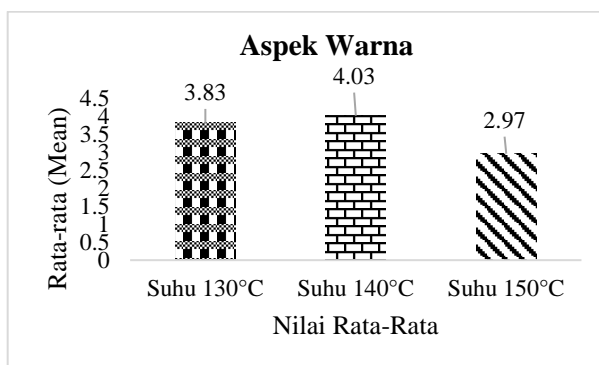 Aspek Warna
3.83
4.03
2.97
Rata-rata (Mean)
4.5
4
3.5
3
2.5
2
1.5
1
0.5
0
Suhu 130°C
Suhu 140°C
Suhu 150°C
Nilai Rata-Rata